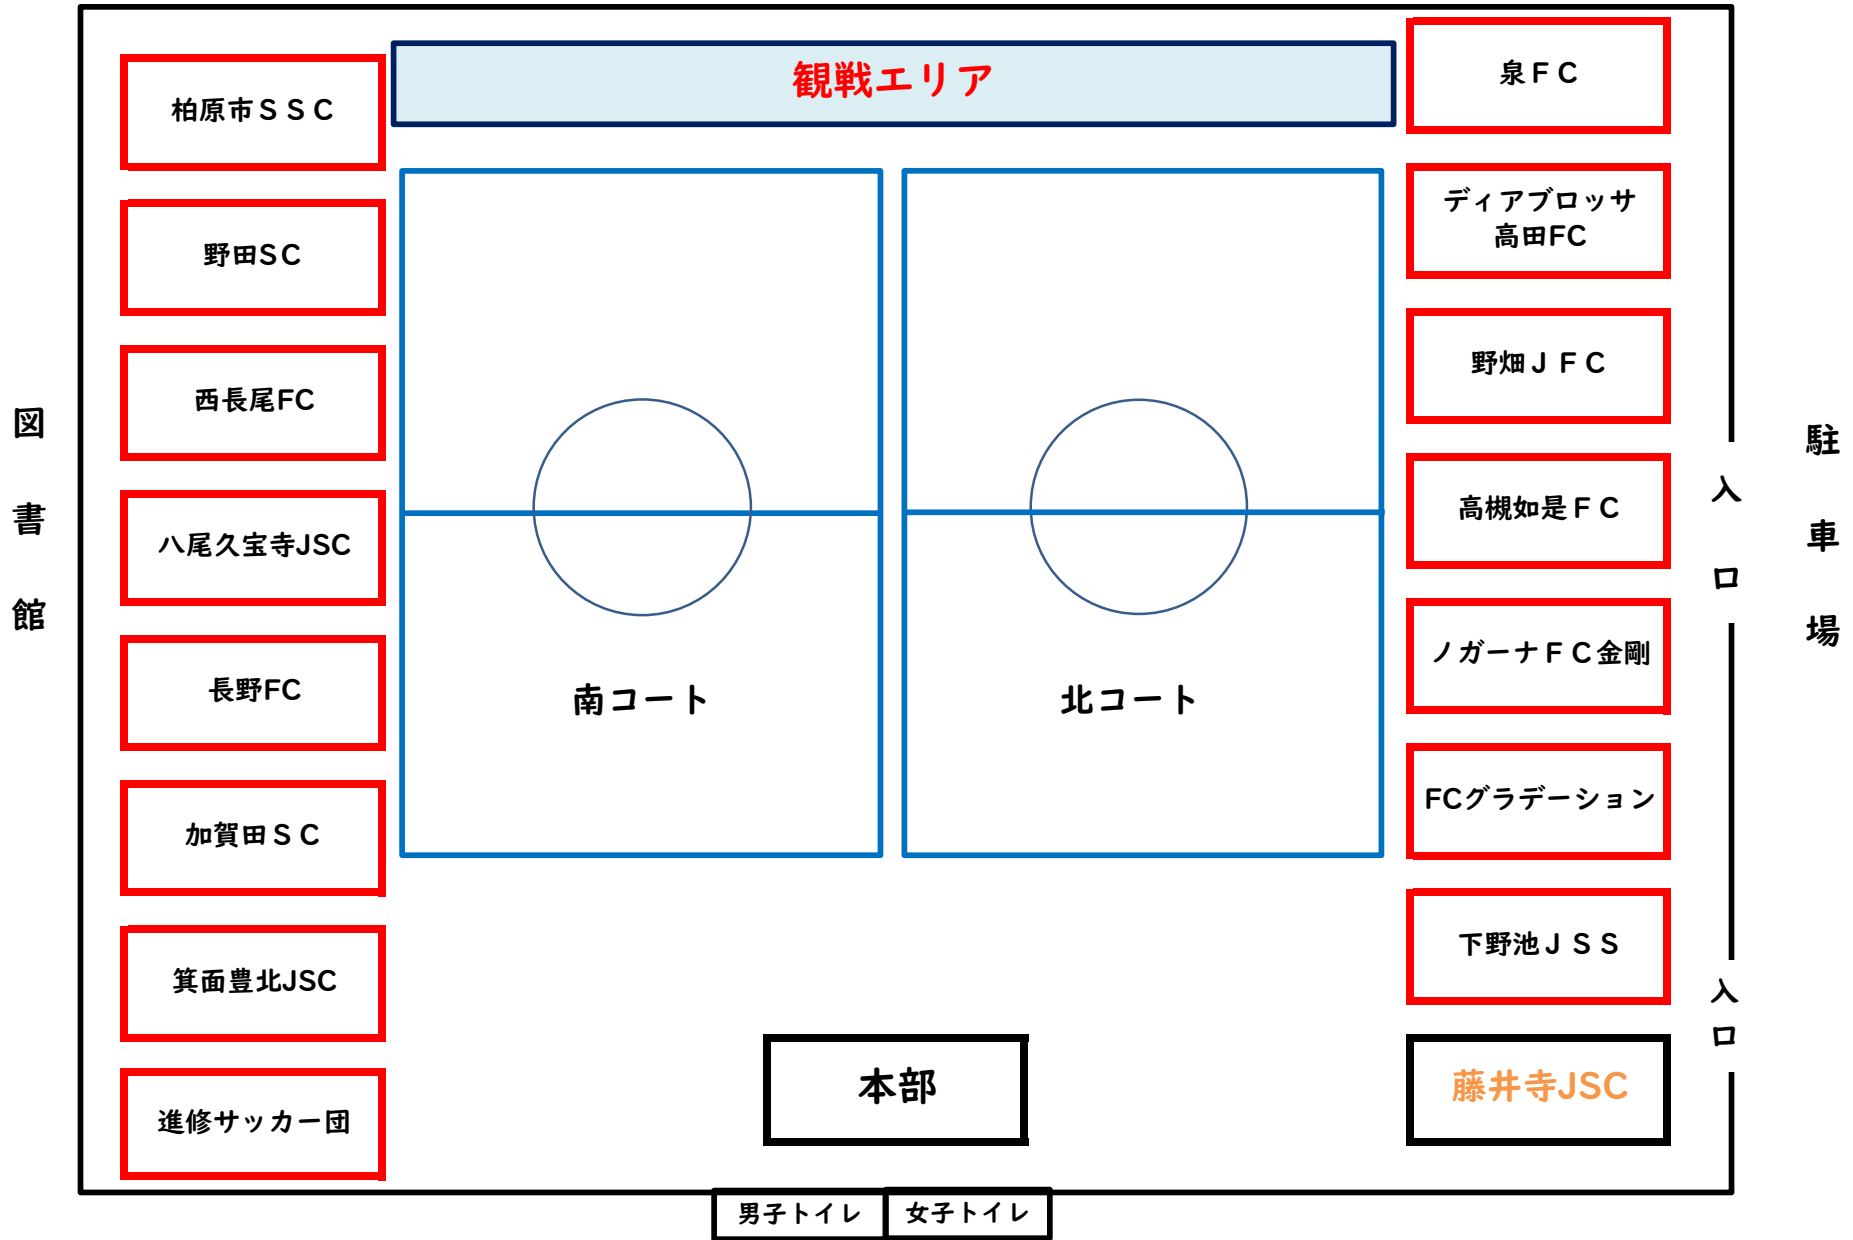 観戦エリア
柏原市ＳＳＣ
野田SC
西長尾FC
八尾久宝寺JSC
長野FC
加賀田ＳＣ
箕面豊北JSC
進修サッカー団
図書館
南コート
北コート
泉ＦＣ
ディアブロッサ
高田FC
野畑ＪＦＣ
高槻如是ＦＣ
ノガーナＦＣ金剛
FCグラデーション
下野池ＪＳＳ
藤井寺JSC
入口
入口
駐車場
本部
男子トイレ
女子トイレ